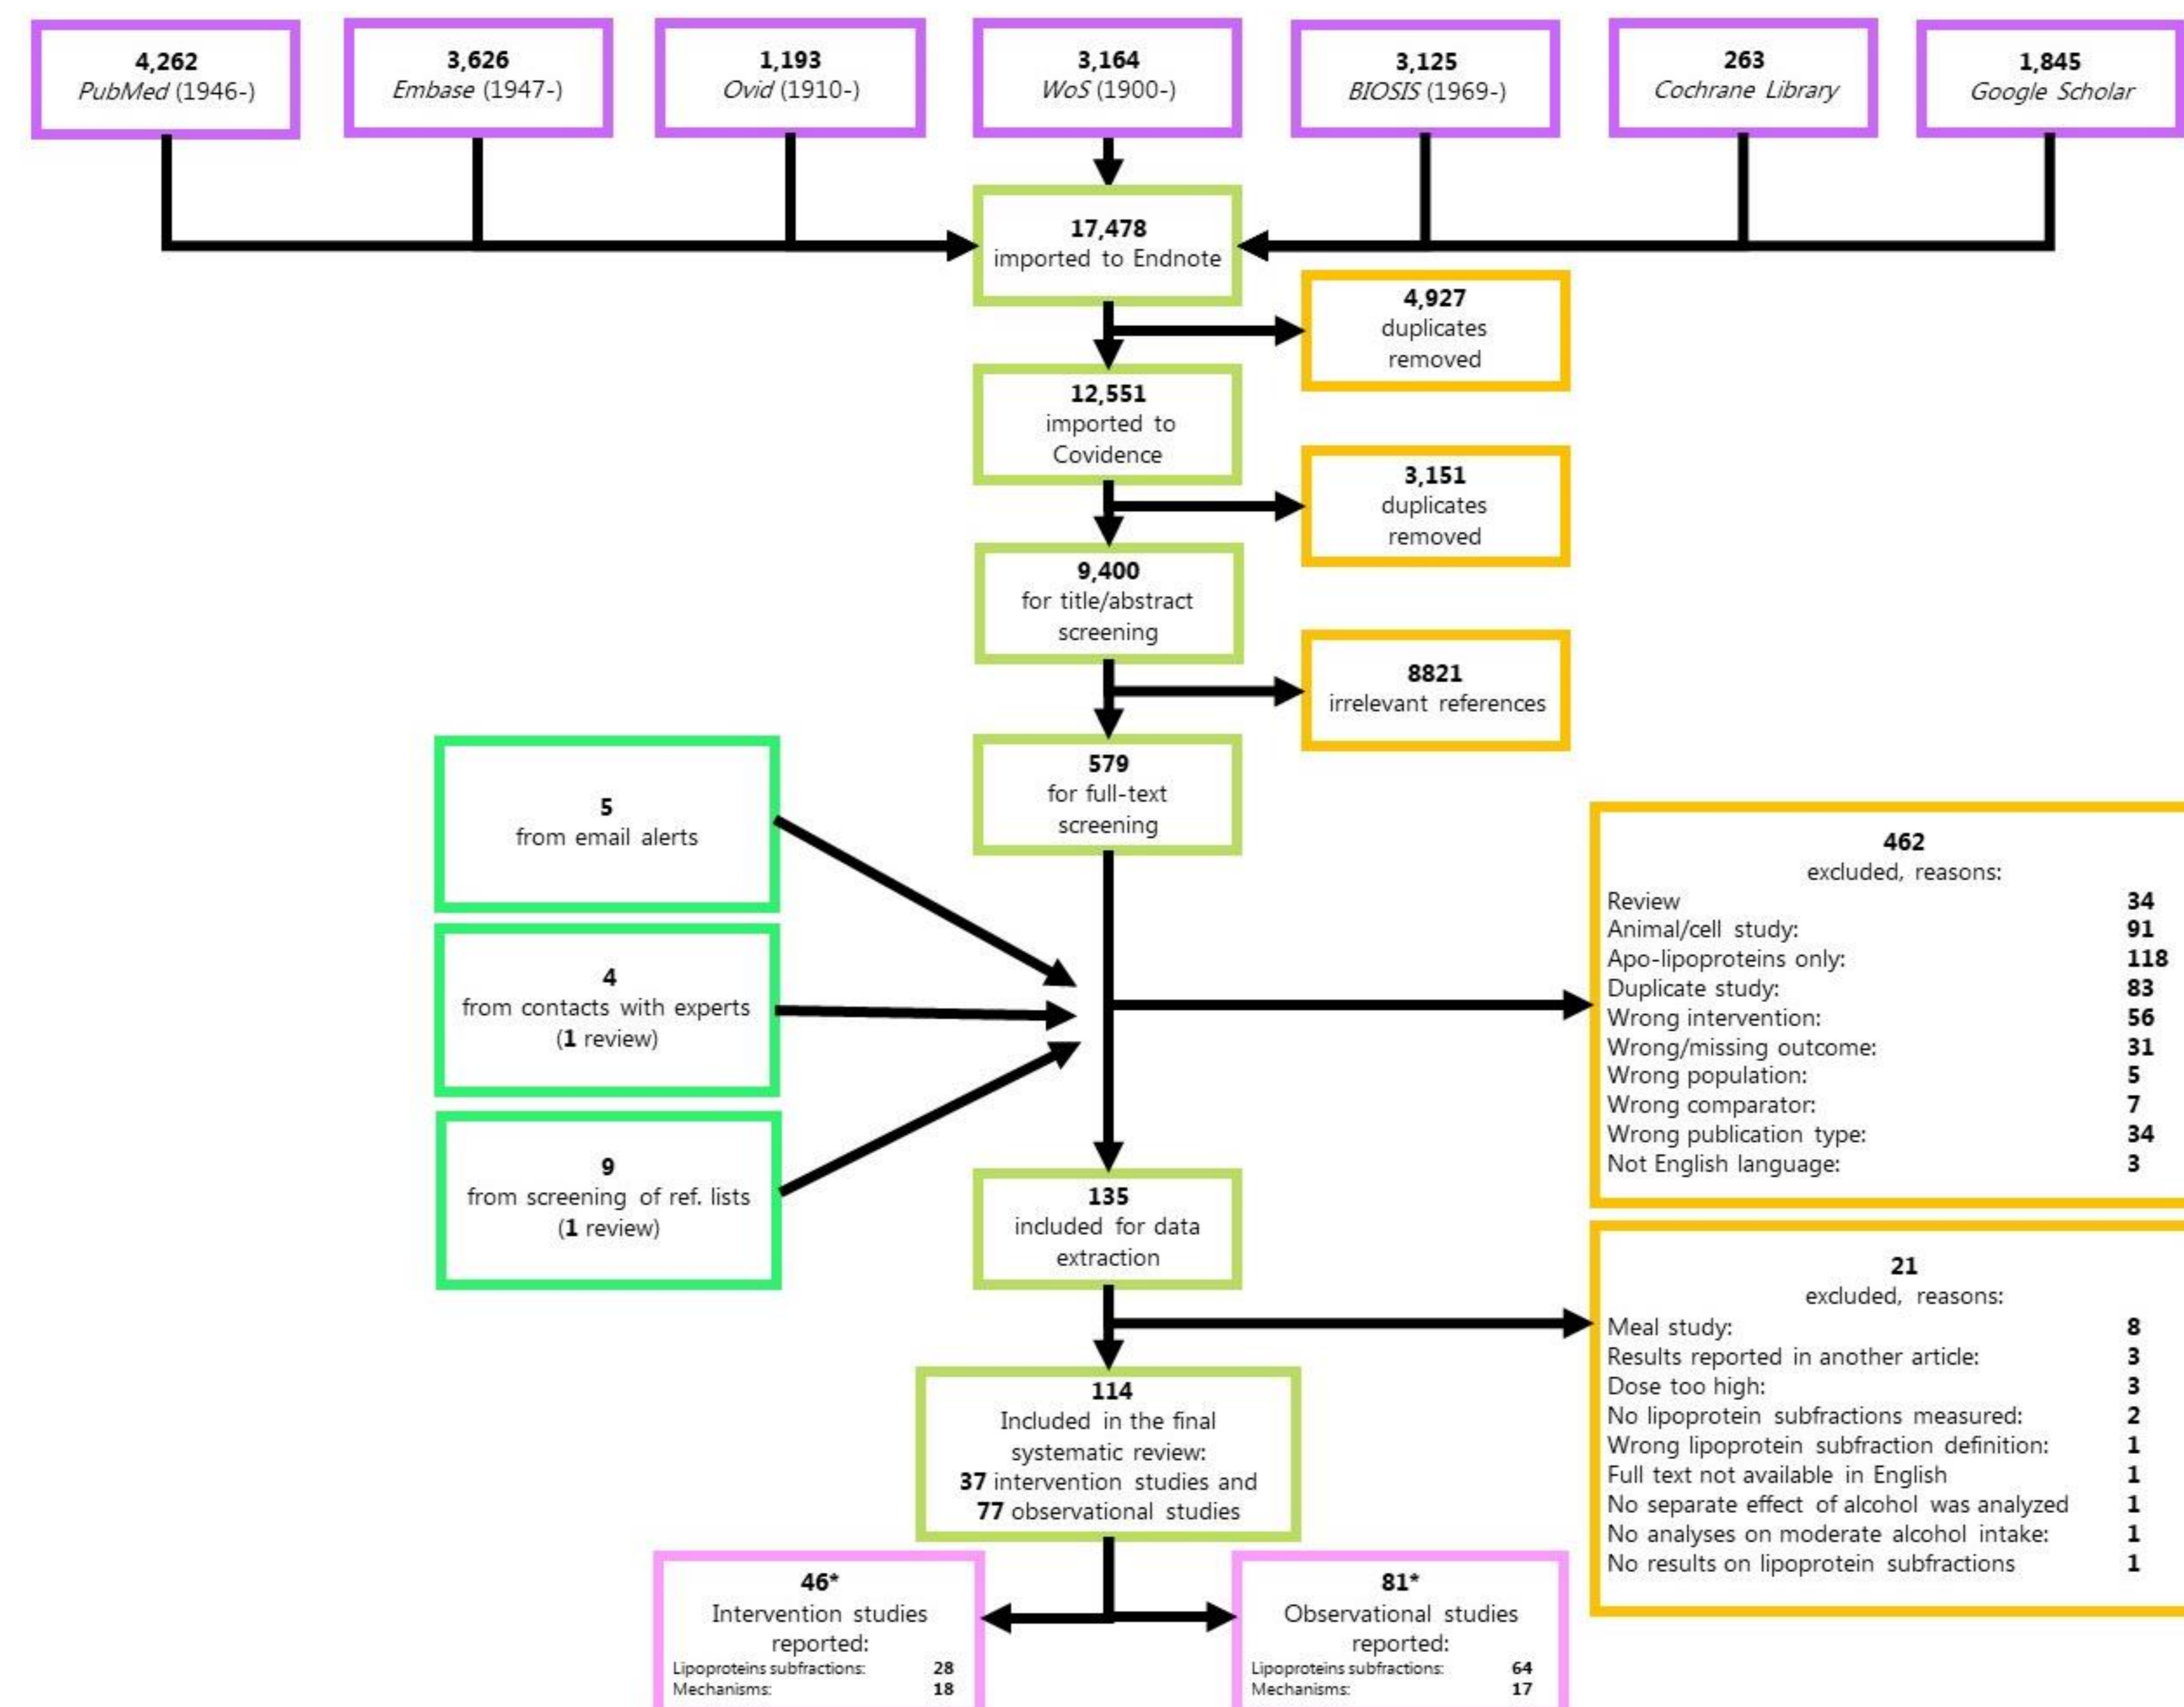 4,262
PubMed (1946-)
3,626
Embase (1947-)
1,193
Ovid (1910-)
3,164
WoS (1900-)
3,125
BIOSIS (1969-)
263
Cochrane Library
1,845
Google Scholar
17,478
imported to Endnote
4,927
duplicates
removed
12,551
imported to
Covidence
3,151
duplicates
removed
9,400
for title/abstract
screening
8821
irrelevant references
579
for full-text
screening
5
from email alerts
4
from contacts with experts
(1 review)
9
from screening of ref. lists
(1 review)
462
excluded, reasons:
Review 34
Animal/cell study: 91
Apo-lipoproteins only: 118
Duplicate study: 83
Wrong intervention: 56
Wrong/missing outcome: 31
Wrong population: 5
Wrong comparator: 7
Wrong publication type: 34
Not English language: 3
135
included for data
extraction
21
excluded, reasons:
Meal study: 8
Results reported in another article: 3
Dose too high: 3
No lipoprotein subfractions measured: 2
Wrong lipoprotein subfraction definition: 1
Full text not available in English 1
No separate effect of alcohol was analyzed 1
No analyses on moderate alcohol intake: 1
No results on lipoprotein subfractions 1
114
Included in the final
systematic review:
37 intervention studies and
77 observational studies
46*
Intervention studies
reported:
Lipoproteins subfractions: 28
Mechanisms: 18
81*
Observational studies
reported:
Lipoproteins subfractions: 64
Mechanisms: 17